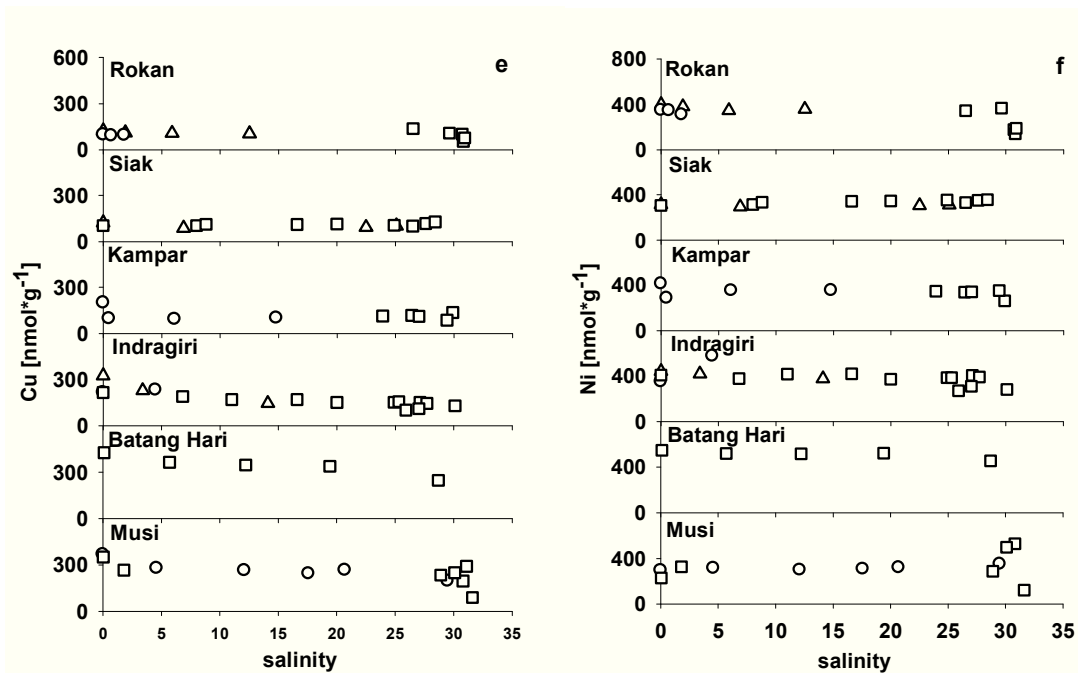 600
Rokan
e
300
0
Siak
300
0
Kampar
300
0
Indragiri
300
0
Batang Hari
300
0
Musi
300
0
Cu [nmol*g-1]
0 5 10 15 20 25 30 35
salinity
800
Rokan
f
400
0
Siak
400
0
Kampar
400
0
Indragiri
400
0
Batang Hari
400
0
Musi
400
0
Ni [nmol*g-1]
0 5 10 15 20 25 30 35
salinity